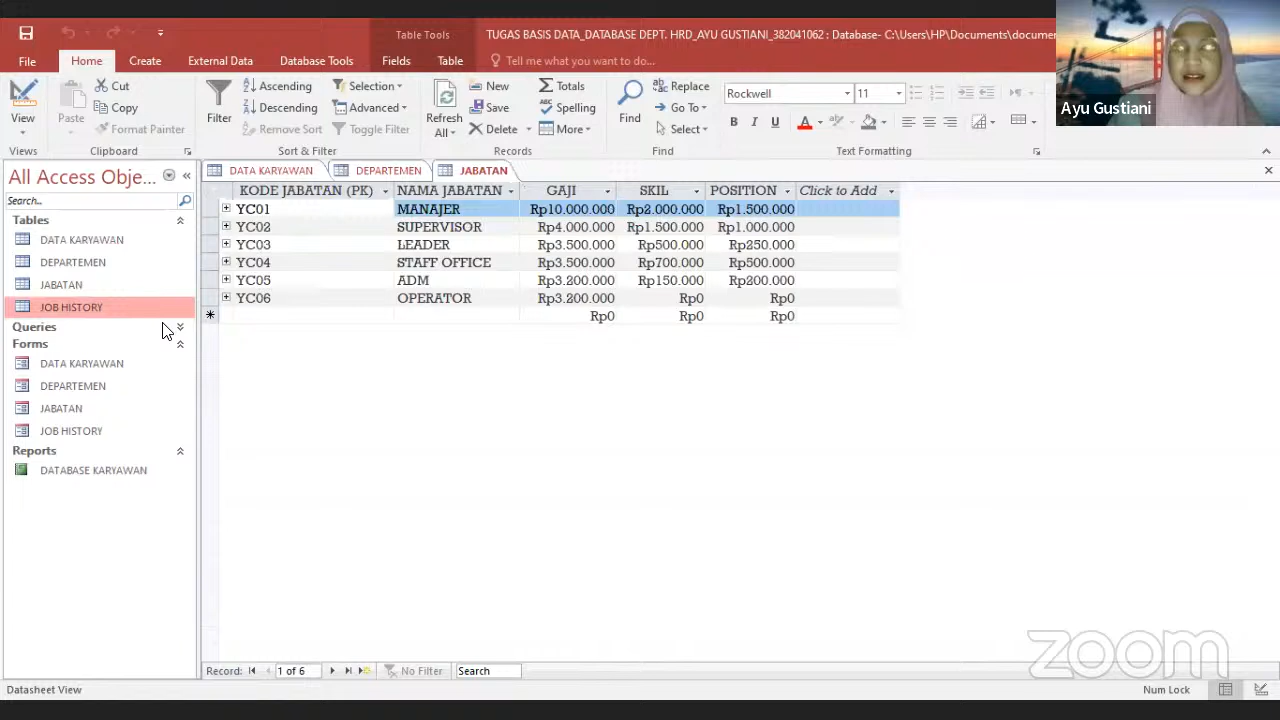 Table Tools
TUGAS BASIS DATA_DATABASE DEPT. HRD_AYU GUSTIANI_382041062 : Database- C:\Users\HP\Documents\docume
File Home Create External Data Database Tools Fields Table Tell me what you want to do...
View
Views
Paste
Cut
Copy
Format Painter
Clipboard
Filter
Ascending
Descending
Remove Sort
Selection
Advanced
Toggle Filter
Sort & Filter
Refresh
All
New
Save
Delete
Totals
Spelling
More
Records
Find
Replace
Go To
Select
Find
Rockwell 11
B I U A
Text Formatting
Ayu Gustiani
All Access Obje...
Search...
Tables
DATA KARYAWAN
DEPARTEMEN
JABATAN
JOB HISTORY
Queries
Forms
DATA KARYAWAN
DEPARTEMEN
JABATAN
JOB HISTORY
Reports
DATABASE KARYAWAN
DATA KARYAWAN DEPARTEMEN JABATAN
KODE JABATAN (PK) NAMA JABATAN GAJI SKIL POSITION Click to Add
YC01 MANAJER Rp10.000.000 Rp2.000.000 Rp1.500.000
YC02 SUPERVISOR Rp4.000.000 Rp1.500.000 Rp1.000.000
YC03 LEADER Rp3.500.000 Rp500.000 Rp250.000
YC04 STAFF OFFICE Rp3.500.000 Rp700.000 Rp500.000
YC05 ADM Rp3.200.000 Rp150.000 Rp200.000
YC06 OPERATOR Rp3.200.000 Rp0 Rp0
Rp0 Rp0 Rp0
Record: 1 of 6 No Filter Search
zoom
Datasheet View Num Lock